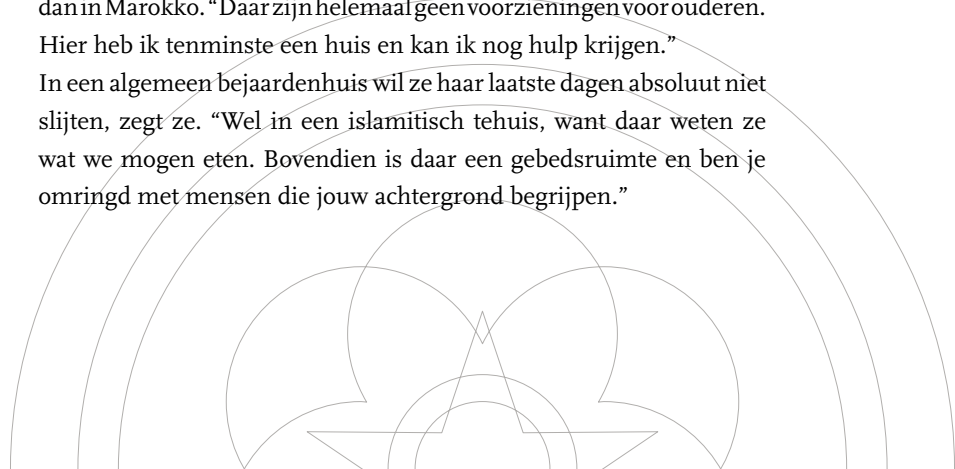 dan in Marokko. “Daar zijn helemaal geen voorzieningen voor ouderen.
Hier heb ik tenminste een huis en kan ik nog hulp krijgen.”
In een algemeen bejaardenhuis wil ze haar laatste dagen absoluut niet
slijten, zegt ze. “Wel in een islamitisch tehuis, want daar weten ze
wat we mogen eten. Bovendien is daar een gebedsruimte en ben je
omringd met mensen die jouw achtergrond begrijpen.”